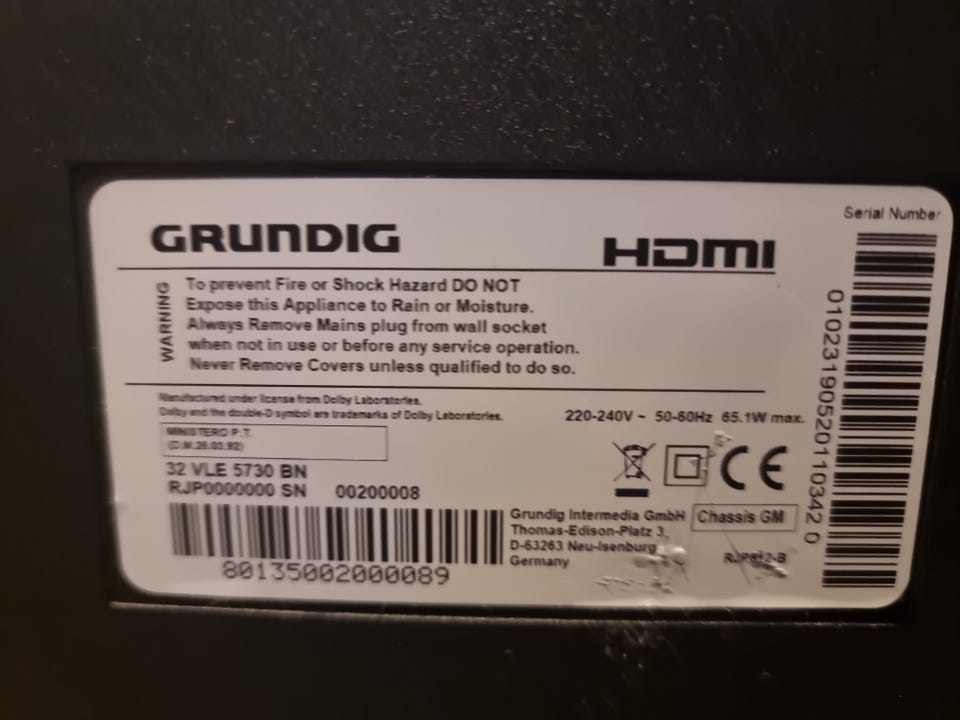 Serial Number
GRUNDIG
HDMI
WARNING
To prevent Fire or Shock Hazard DO NOT
Expose this Appliance to Rain or Moisture.
Always Remove Mains plug from wall socket
when not in use or before any service operation.
Never Remove Covers unless qualified to do so.
Manufactured under license from Dolby Laboratories.
Dolby and the double-D symbol are trademarks of Dolby Laboratories.
220-240V ~ 50-60Hz 65.1W max.
MINISTERO P.T.
(D.M.26.03.92)
32 VLE 5730 BN
RJP0000000 SN 00200008
CE
Grundig Intermedia GmbH
Thomas-Edison-Platz 3,
D-63263 Neu-Isenburg
Germany
Chassis GM
80135002000089
01023190520110342 0